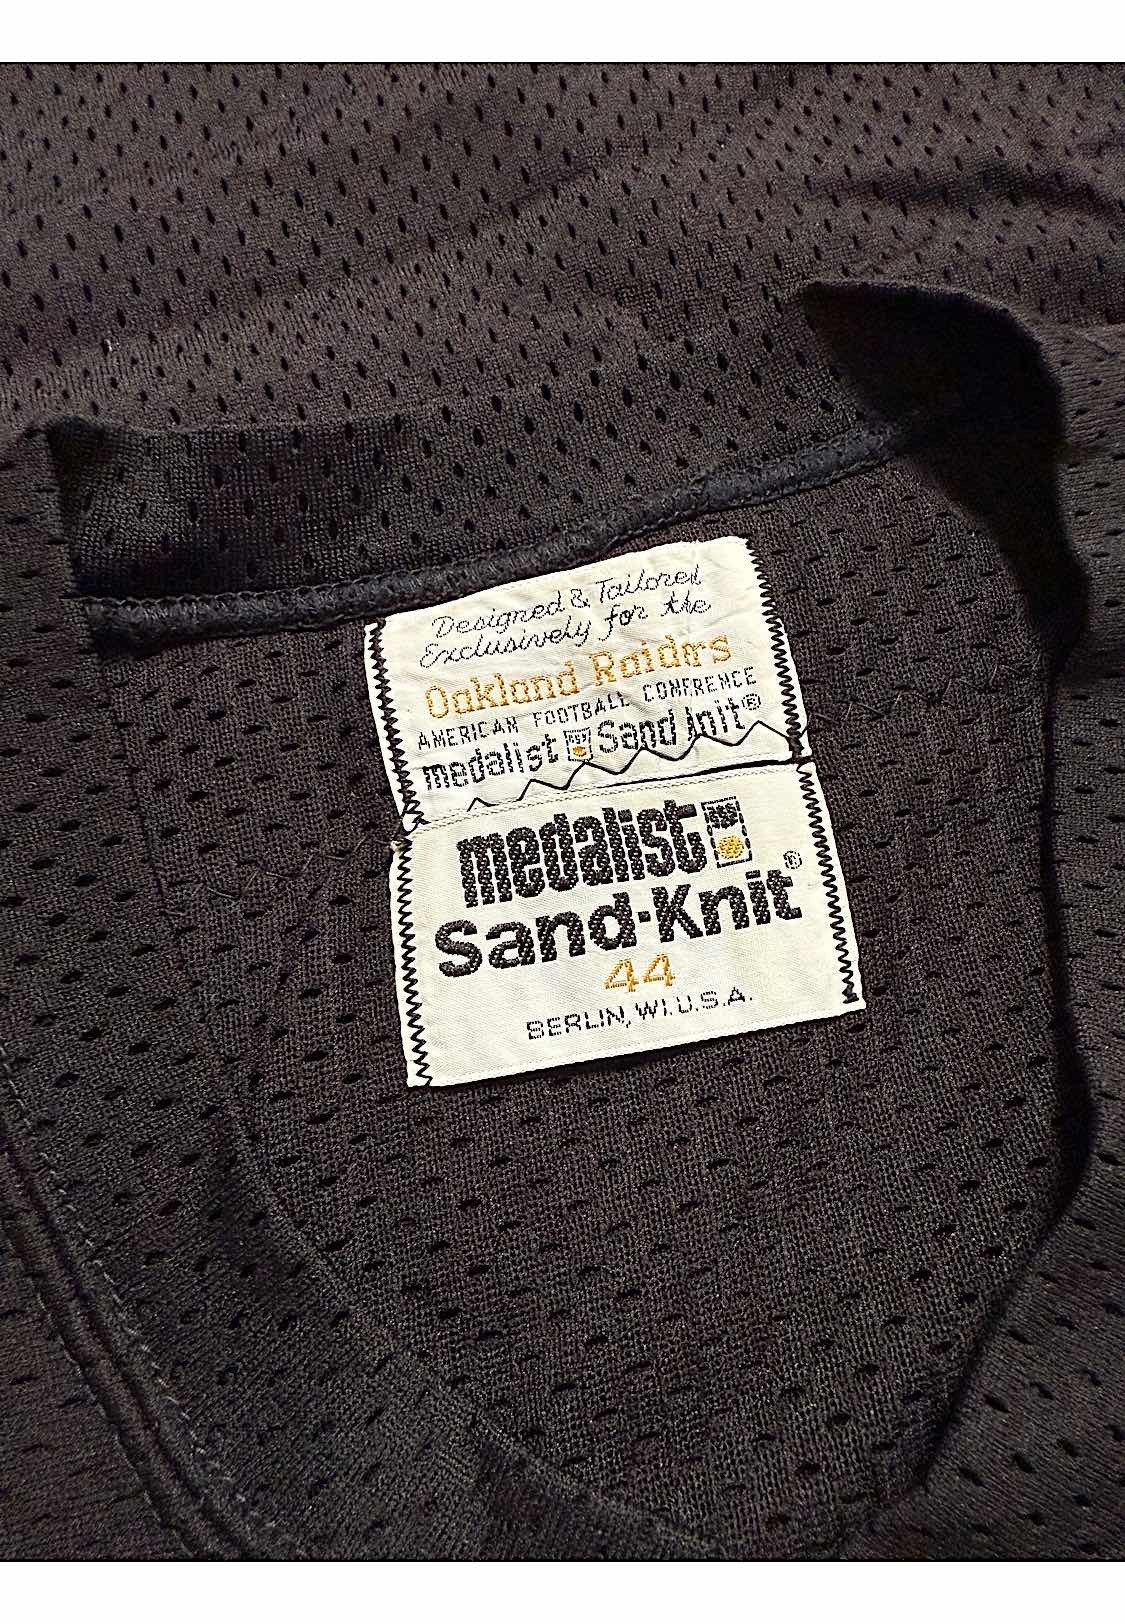 Designed & Tailored
Exclusively for the
Oakland Raiders
AMERICAN FOOTBALL CONFERENCE
medalist Sand Knit®
medalist
Sand-Knit®
44
BERLIN, WI. U.S.A.